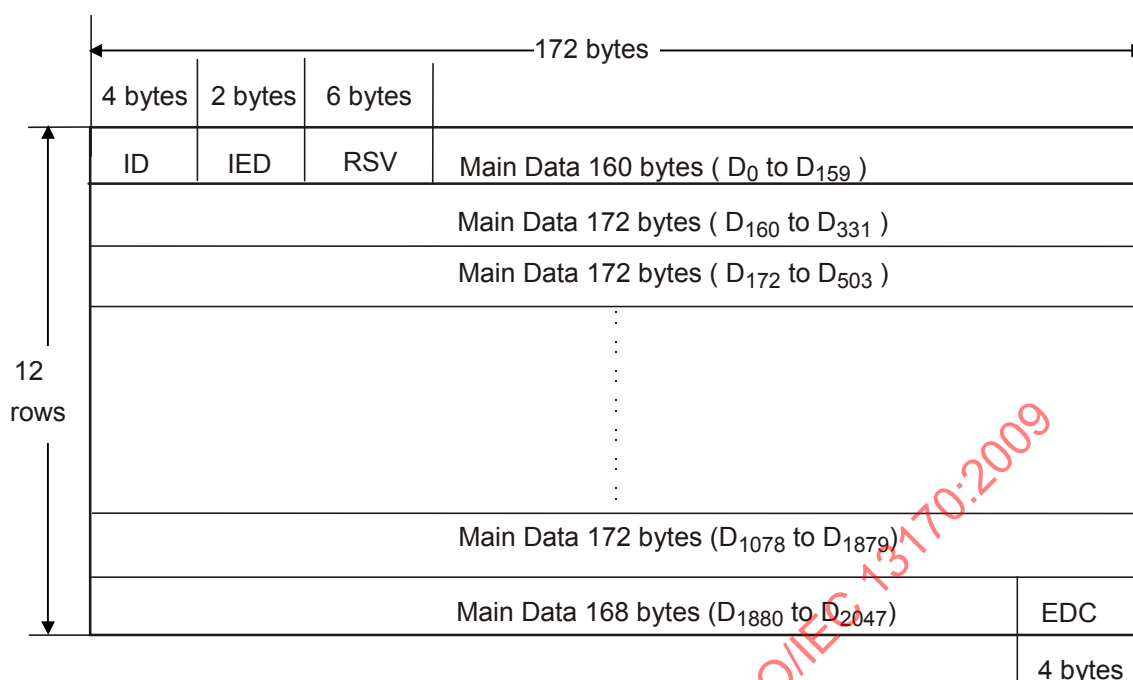 172 bytes
4 bytes 2 bytes 6 bytes
ID IED RSV Main Data 160 bytes ( D0 to D159 )
Main Data 172 bytes ( D160 to D331 )
Main Data 172 bytes ( D172 to D503 )
12
rows
Main Data 172 bytes (D1078 to D1879)
Main Data 168 bytes (D1880 to D2047) EDC
4 bytes
O/IEC 13170:2009